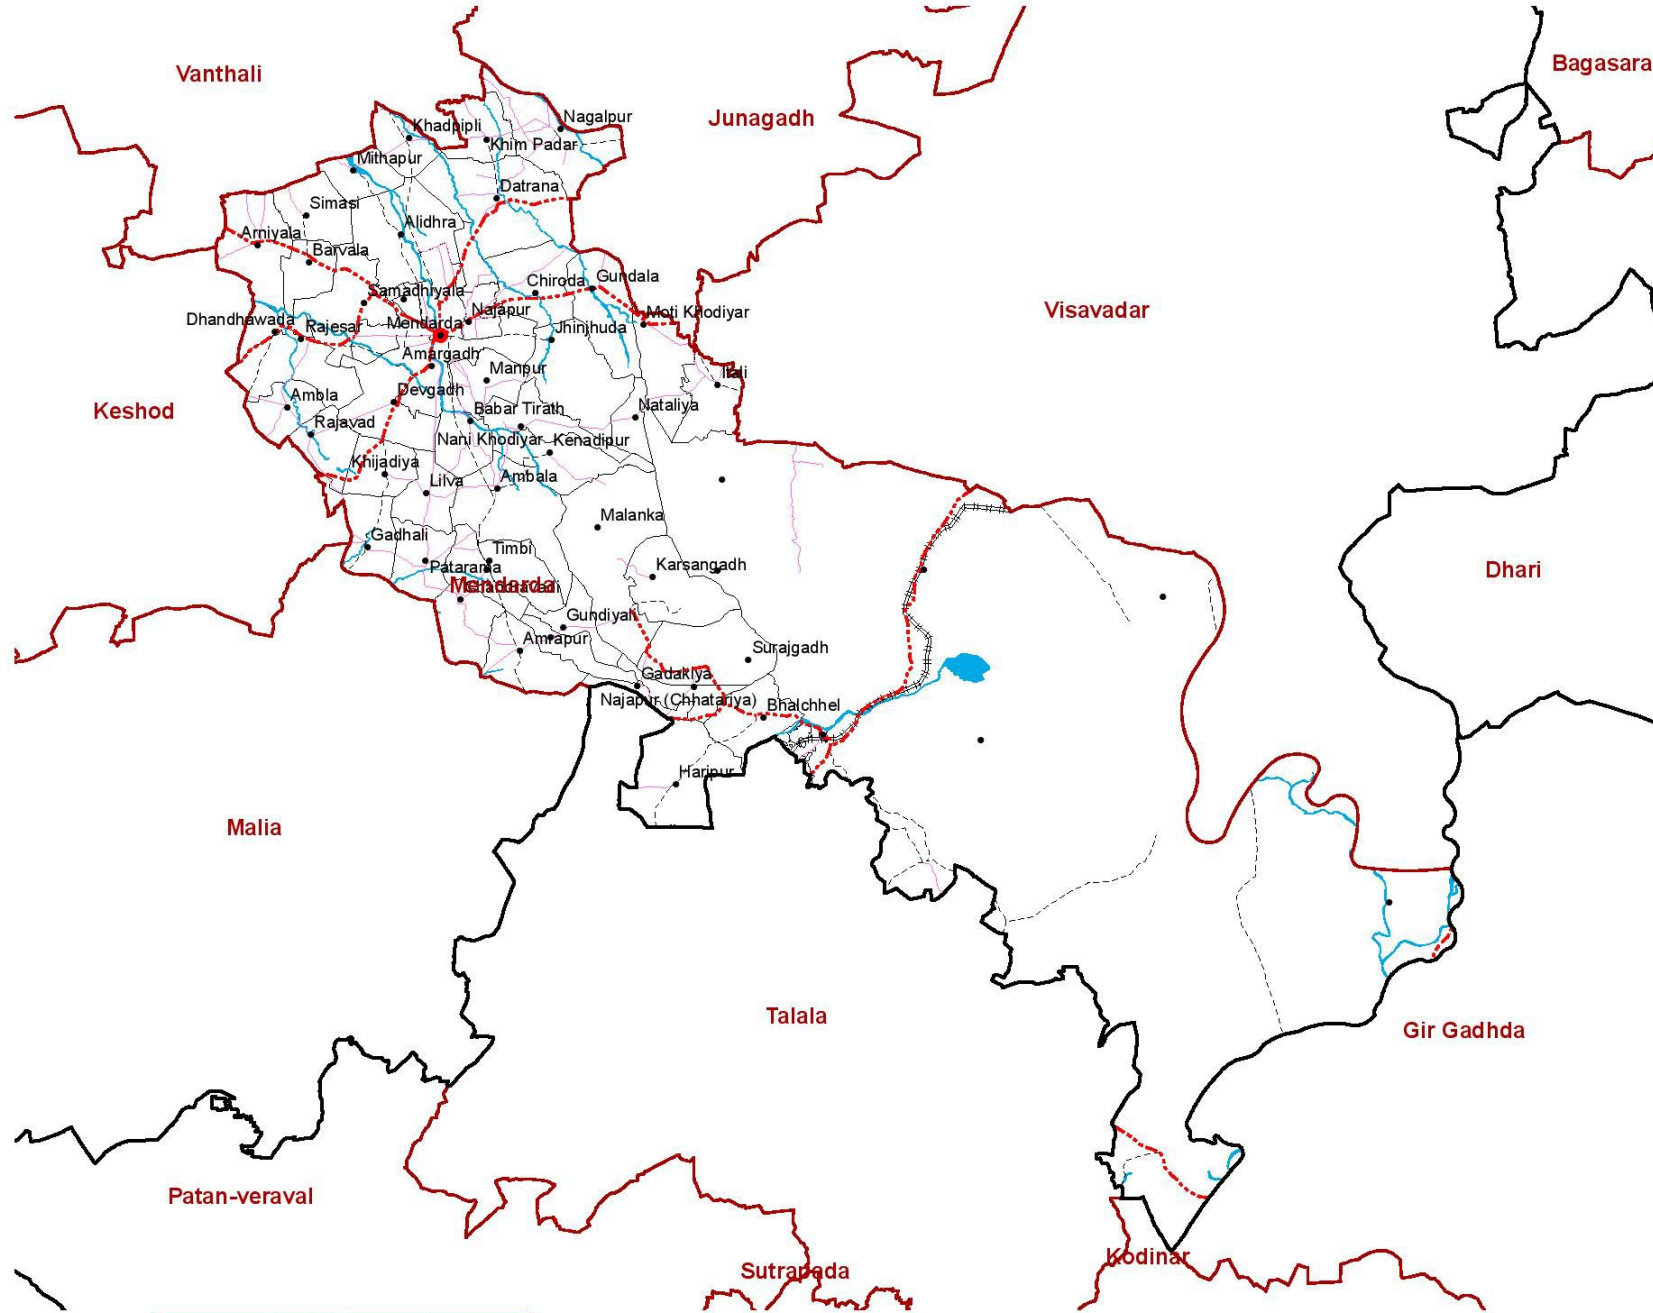 Bagasara
Vanthali
Junagadh
Nagalpur
Khadpipli
Khim Padar
Mithapur
Datrana
Simasi
Alidhra
Arniyala
Barvala
Gundala
Chiroda
Samadhiyala
Visavadar
Najapur
Moti Khodiyar
Dhandhawada
Rajesar
Mendarda
Jhinjhuda
Amargadh
Manpur
Itali
Devgadh
Ambla
Keshod
Nataliya
Babar Tirath
Rajavad
Nani Khodiyar
Kenadipur
Khijadiya
Ambala
Lilva
Malanka
Gadhali
Timbi
Patarama
Karsangadh
Dhari
Mendarda
Gundiyali
Amrapur
Surajgadh
Gadakiya
Najapur (Chhatariya)
Bhalchhel
Haripur
Malia
Talala
Gir Gadhda
Patan-veraval
Kodinar
Sutrapada